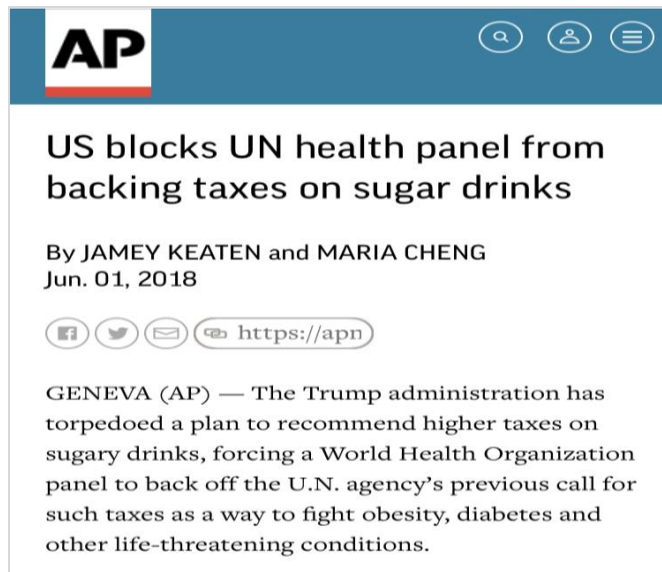 AP
US blocks UN health panel from
backing taxes on sugar drinks
By JAMEY KEATEN and MARIA CHENG
Jun. 01, 2018
https://apn
GENEVA (AP) — The Trump administration has
torpedoed a plan to recommend higher taxes on
sugary drinks, forcing a World Health Organization
panel to back off the U.N. agency’s previous call for
such taxes as a way to fight obesity, diabetes and
other life-threatening conditions.